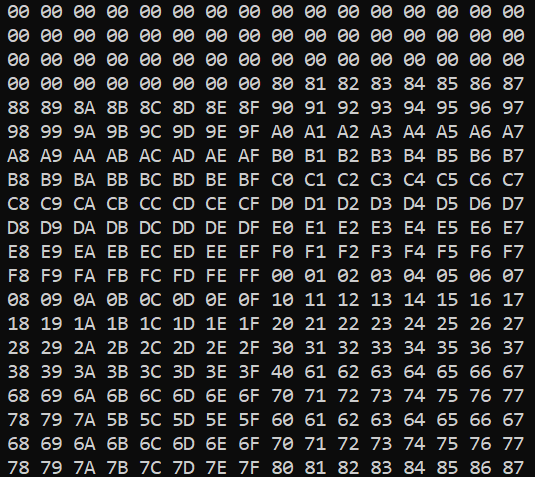 00 00 00 00 00 00 00 00 00 00 00 00 00 00 00 00
00 00 00 00 00 00 00 00 00 00 00 00 00 00 00 00
00 00 00 00 00 00 00 00 00 00 00 00 00 00 00 00
00 00 00 00 00 00 00 00 80 81 82 83 84 85 86 87
88 89 8A 8B 8C 8D 8E 8F 90 91 92 93 94 95 96 97
98 99 9A 9B 9C 9D 9E 9F A0 A1 A2 A3 A4 A5 A6 A7
A8 A9 AA AB AC AD AE AF B0 B1 B2 B3 B4 B5 B6 B7
B8 B9 BA BB BC BD BE BF C0 C1 C2 C3 C4 C5 C6 C7
C8 C9 CA CB CC CD CE CF D0 D1 D2 D3 D4 D5 D6 D7
D8 D9 DA DB DC DD DE DF E0 E1 E2 E3 E4 E5 E6 E7
E8 E9 EA EB EC ED EE EF F0 F1 F2 F3 F4 F5 F6 F7
F8 F9 FA FB FC FD FE FF 00 01 02 03 04 05 06 07
08 09 0A 0B 0C 0D 0E 0F 10 11 12 13 14 15 16 17
18 19 1A 1B 1C 1D 1E 1F 20 21 22 23 24 25 26 27
28 29 2A 2B 2C 2D 2E 2F 30 31 32 33 34 35 36 37
38 39 3A 3B 3C 3D 3E 3F 40 61 62 63 64 65 66 67
68 69 6A 6B 6C 6D 6E 6F 70 71 72 73 74 75 76 77
78 79 7A 5B 5C 5D 5E 5F 60 61 62 63 64 65 66 67
68 69 6A 6B 6C 6D 6E 6F 70 71 72 73 74 75 76 77
78 79 7A 7B 7C 7D 7E 7F 80 81 82 83 84 85 86 87